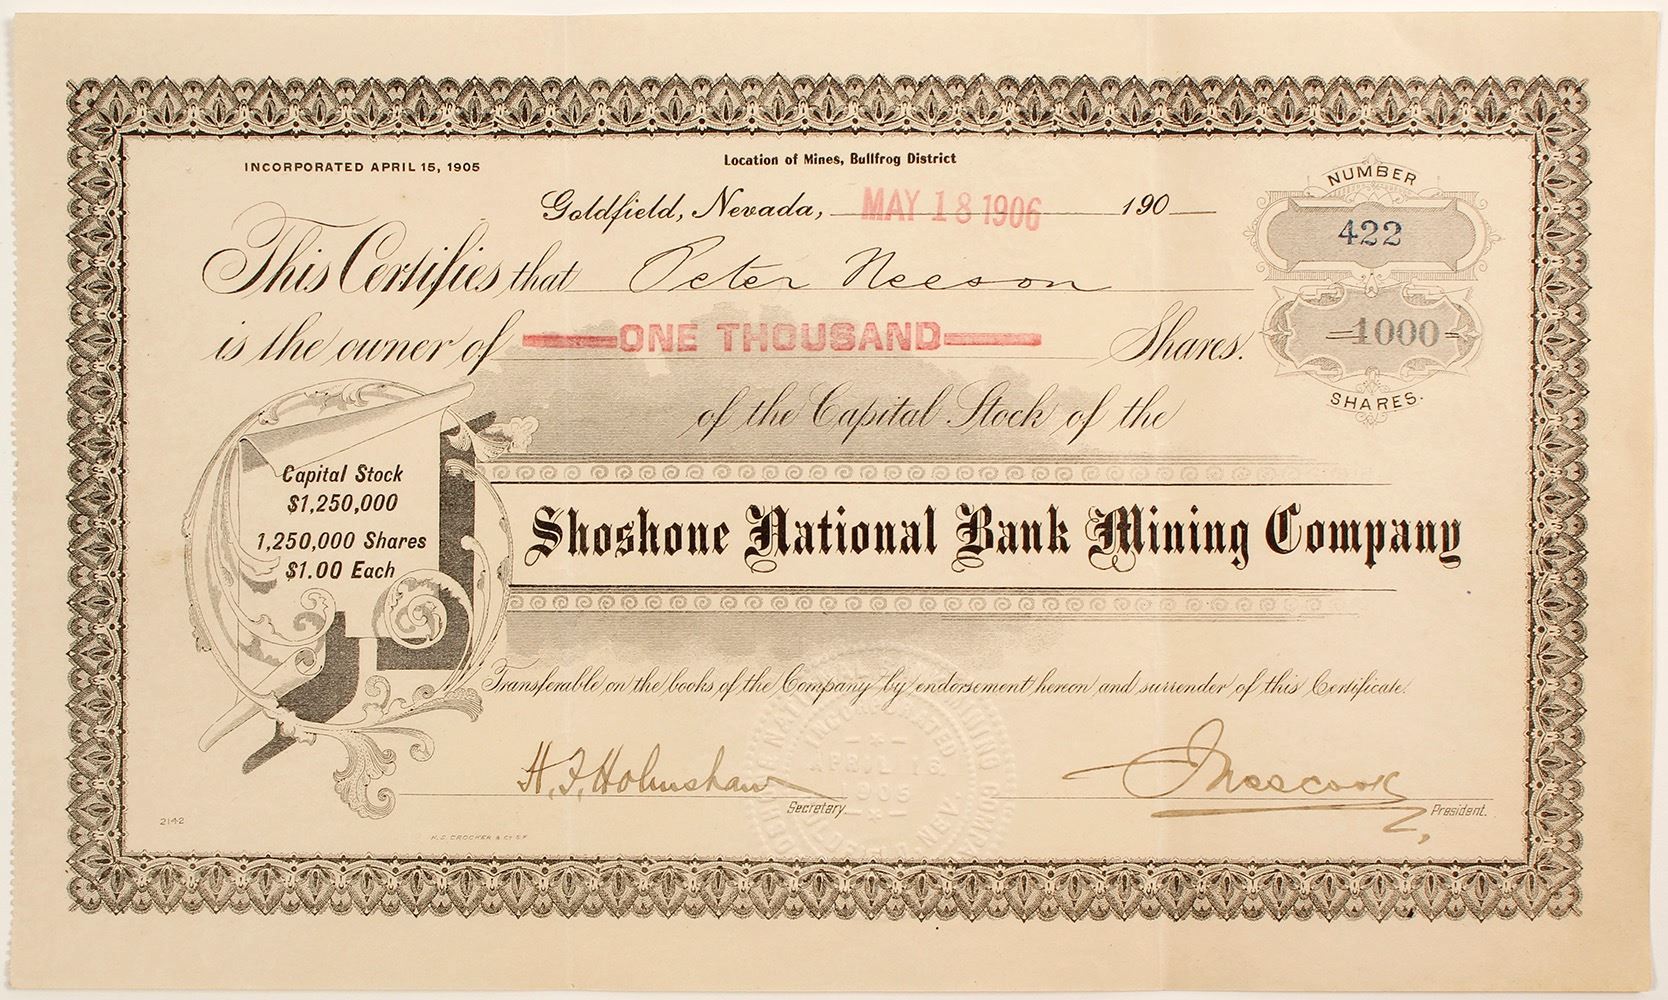 INCORPORATED APRIL 15, 1905
Location of Mines, Bullfrog District
NUMBER
422
Goldfield, Nevada, MAY 18 1906 190
This Certifies that Peter Neeson
is the owner of ONE THOUSAND Shares.
-1000-
SHARES.
of the Capital Stock of the
Capital Stock
$1,250,000
1,250,000 Shares
$1.00 Each
Shoshone National Bank Mining Company
Transferable on the books of the Company by endorsement hereon and surrender of this Certificate.
INCORPORATED
APRIL 15,
1905
H. F. Holmshaw
Secretary.
President.
2142
H.S. CROCKER & CO. S.F.